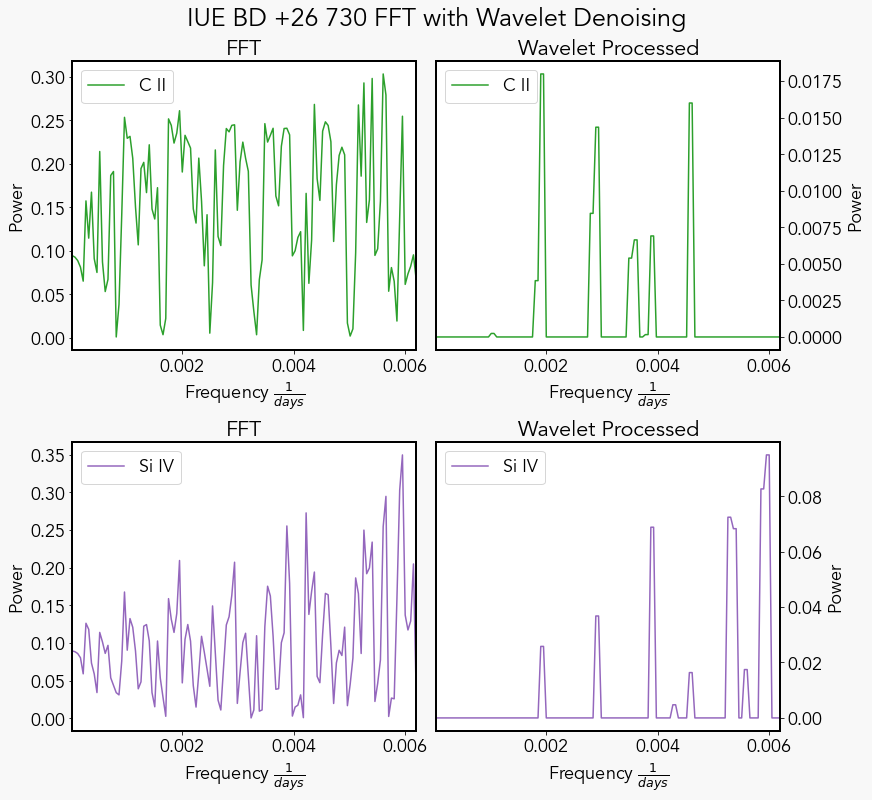 IUE BD +26 730 FFT with Wavelet Denoising
FFT
C II
0.30
0.25
0.20
0.15
0.10
0.05
0.00
Power
0.002 0.004 0.006
Frequency 1/days
Wavelet Processed
C II
0.0175
0.0150
0.0125
0.0100
0.0075
0.0050
0.0025
0.0000
Power
0.002 0.004 0.006
Frequency 1/days
FFT
Si IV
0.35
0.30
0.25
0.20
0.15
0.10
0.05
0.00
Power
0.002 0.004 0.006
Frequency 1/days
Wavelet Processed
Si IV
0.08
0.06
0.04
0.02
0.00
Power
0.002 0.004 0.006
Frequency 1/days